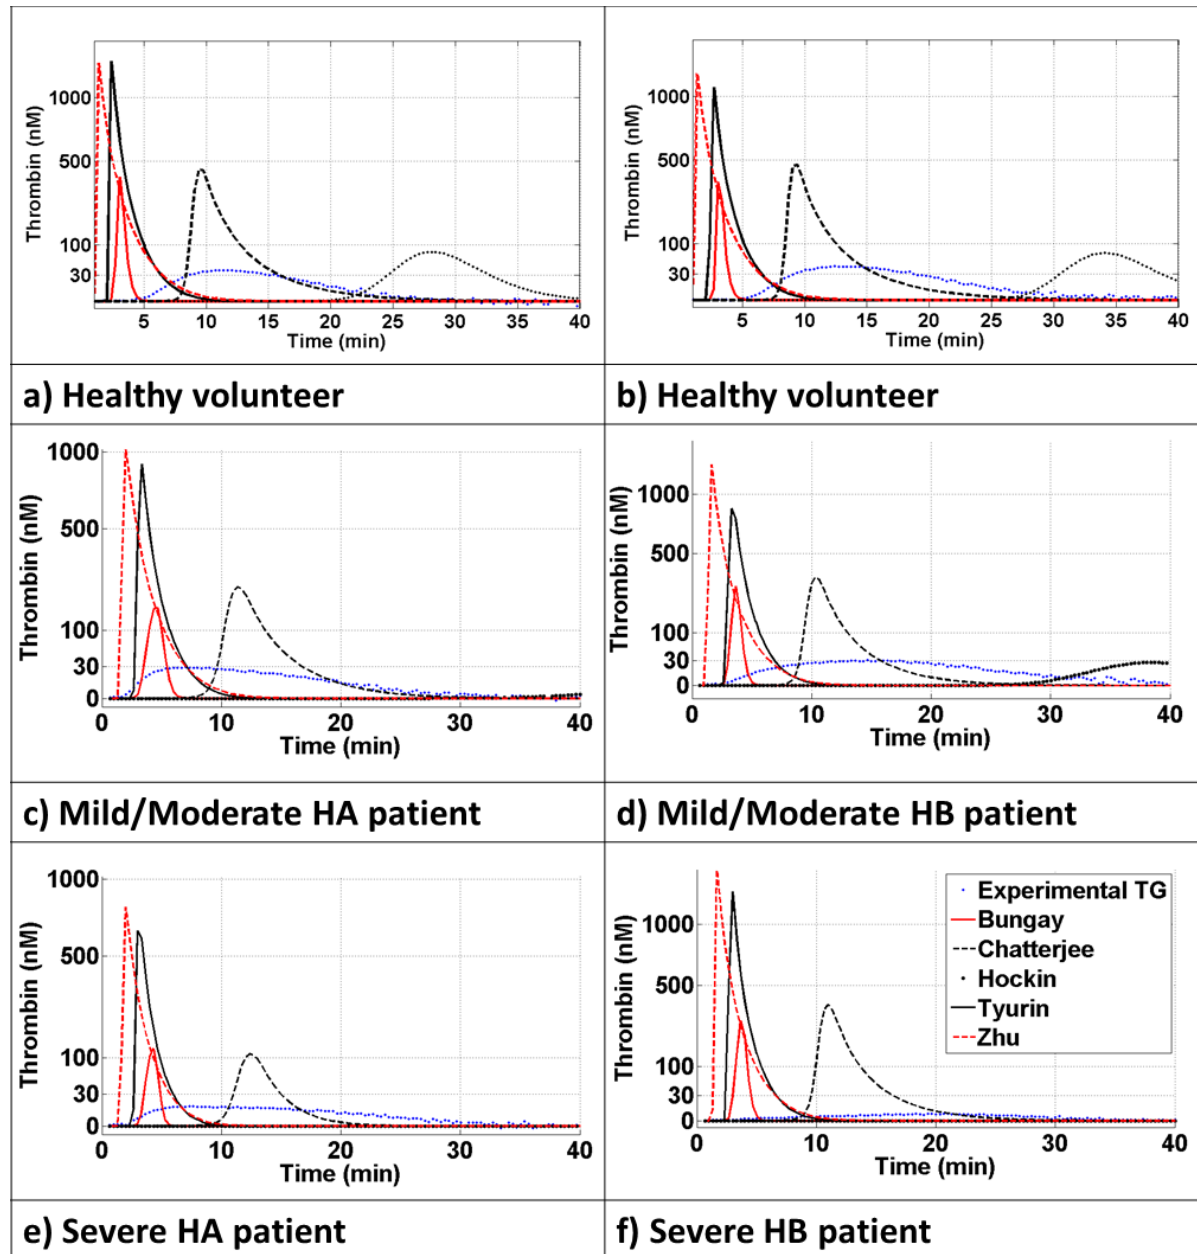 Thrombin (nM)
1000
500
100
30
5 10 15 20 25 30 35 40
Time (min)
a) Healthy volunteer
Thrombin (nM)
1000
500
100
30
5 10 15 20 25 30 35 40
Time (min)
b) Healthy volunteer
Thrombin (nM)
1000
500
100
30
0
0 10 20 30 40
Time (min)
c) Mild/Moderate HA patient
Thrombin (nM)
1000
500
100
30
0
0 10 20 30 40
Time (min)
d) Mild/Moderate HB patient
Thrombin (nM)
1000
500
100
30
0
0 10 20 30 40
Time (min)
e) Severe HA patient
Thrombin (nM)
1000
500
100
30
0
0 10 20 30 40
Time (min)
Experimental TG
Bungay
Chatterjee
Hockin
Tyurin
Zhu
f) Severe HB patient